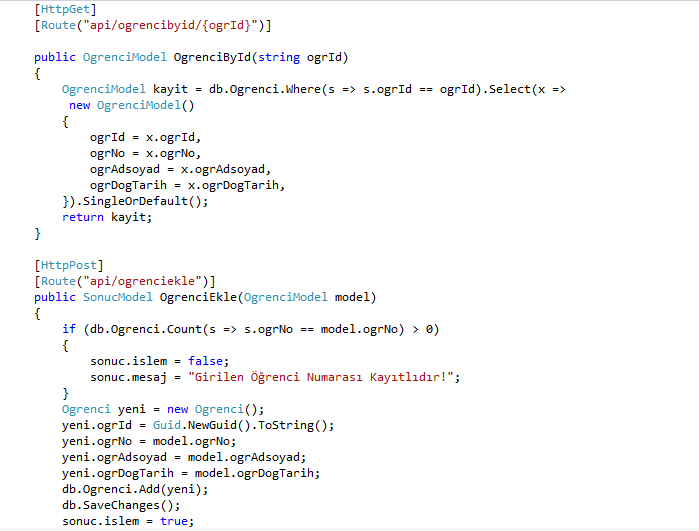 [HttpGet]
[Route("api/ogrencibyid/{ogrId}")]
public OgrenciModel OgrenciById(string ogrId)
{
OgrenciModel kayit = db.Ogrenci.Where(s => s.ogrId == ogrId).Select(x =>
new OgrenciModel()
{
ogrId = x.ogrId,
ogrNo = x.ogrNo,
ogrAdsoyad = x.ogrAdsoyad,
ogrDogTarih = x.ogrDogTarih,
}).SingleOrDefault();
return kayit;
}
[HttpPost]
[Route("api/ogrenciekle")]
public SonucModel OgrenciEkle(OgrenciModel model)
{
if (db.Ogrenci.Count(s => s.ogrNo == model.ogrNo) > 0)
{
sonuc.islem = false;
sonuc.mesaj = "Girilen Öğrenci Numarası Kayıtlıdır!";
}
Ogrenci yeni = new Ogrenci();
yeni.ogrId = Guid.NewGuid().ToString();
yeni.ogrNo = model.ogrNo;
yeni.ogrAdsoyad = model.ogrAdsoyad;
yeni.ogrDogTarih = model.ogrDogTarih;
db.Ogrenci.Add(yeni);
db.SaveChanges();
sonuc.islem = true;